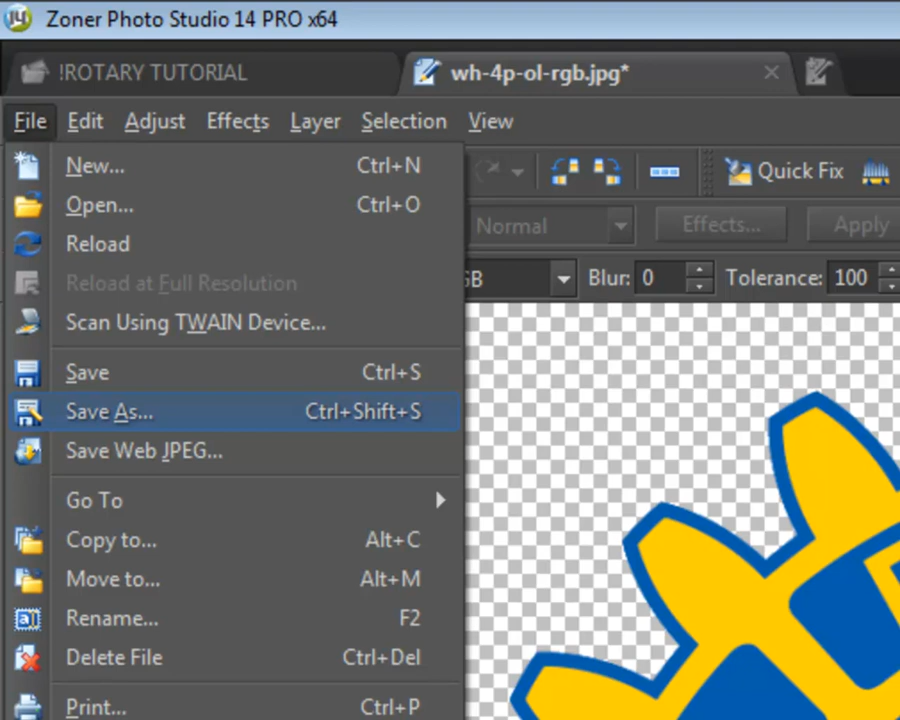 14 Zoner Photo Studio 14 PRO x64
!ROTARY TUTORIAL wh-4p-ol-rgb.jpg*
File Edit Adjust Effects Layer Selection View
New... Ctrl+N
Quick Fix
Open... Ctrl+O
Normal Effects... Apply
Reload
Reload at Full Resolution
GB Blur: 0 Tolerance: 100
Scan Using TWAIN Device...
Save Ctrl+S
Save As... Ctrl+Shift+S
Save Web JPEG...
Go To
Copy to... Alt+C
Move to... Alt+M
Rename... F2
Delete File Ctrl+Del
Print... Ctrl+P